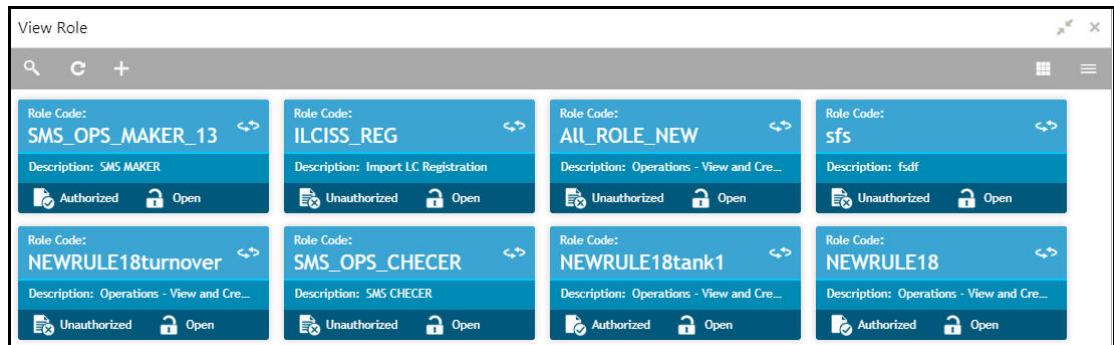 View Role
Role Code:
SMS_OPS_MAKER_13
Description: SMS MAKER
Authorized Open
Role Code:
ILCISS_REG
Description: Import LC Registration
Unauthorized Open
Role Code:
All_ROLE_NEW
Description: Operations - View and Cre...
Unauthorized Open
Role Code:
sfs
Description: fsdf
Unauthorized Open
Role Code:
NEWRULE18turnover
Description: Operations - View and Cre...
Unauthorized Open
Role Code:
SMS_OPS_CHECER
Description: SMS CHECER
Unauthorized Open
Role Code:
NEWRULE18tank1
Description: Operations - View and Cre...
Authorized Open
Role Code:
NEWRULE18
Description: Operations - View and Cre...
Authorized Open